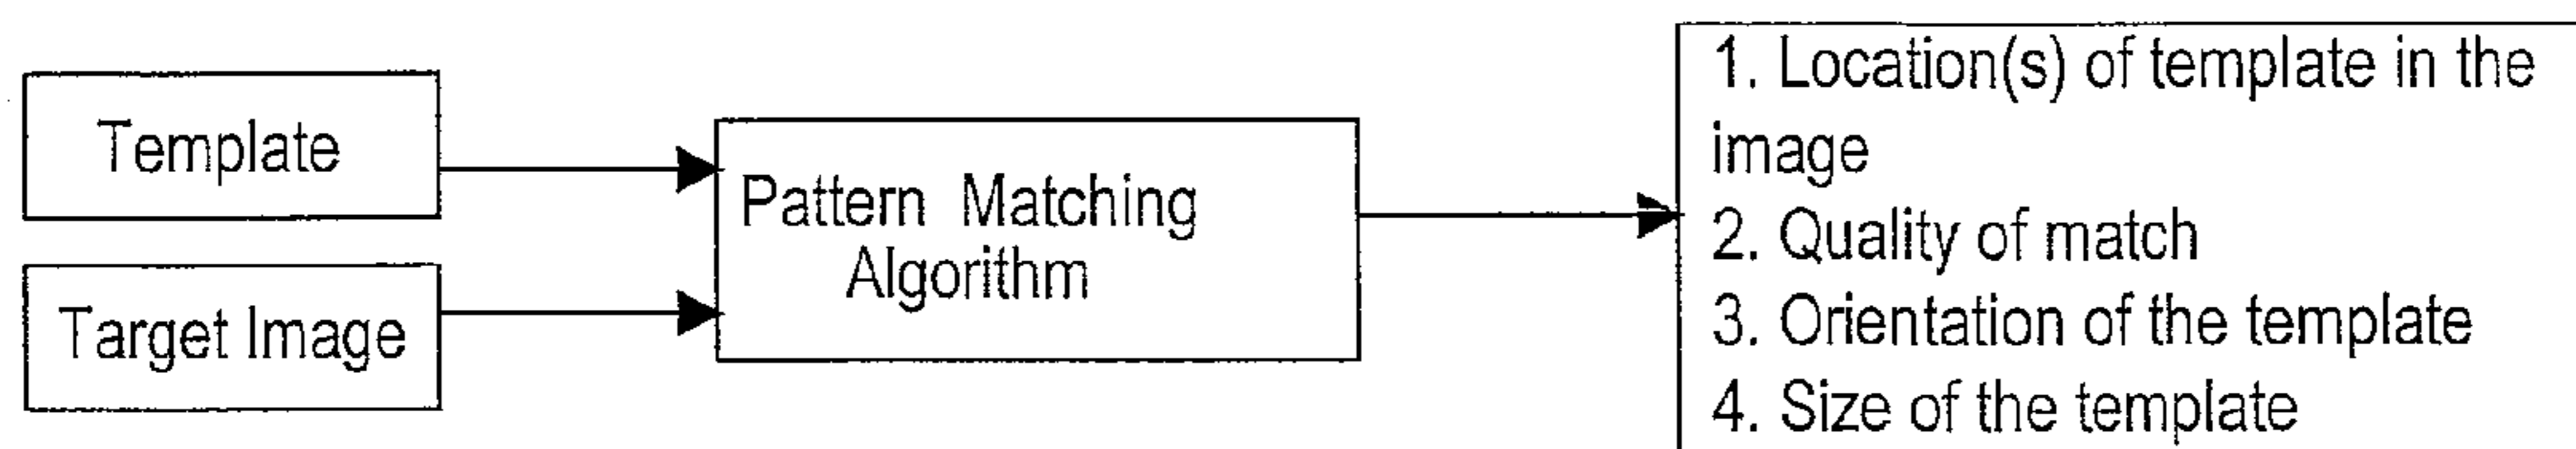 Template
Target Image
Pattern Matching
Algorithm
1. Location(s) of template in the
image
2. Quality of match
3. Orientation of the template
4. Size of the template